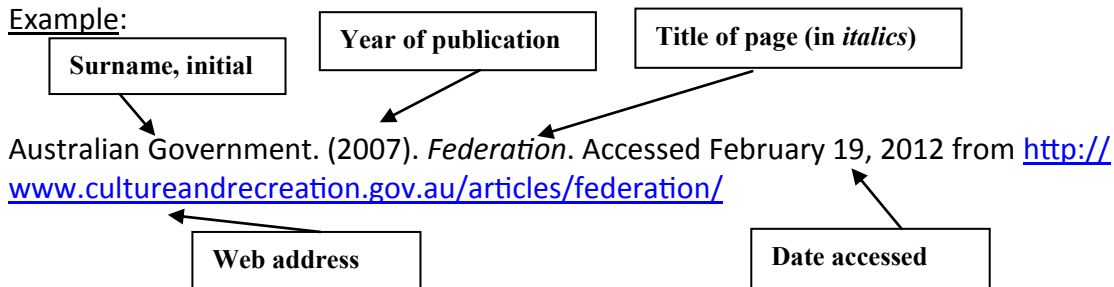 Example:
Surname, initial
Year of publication
Title of page (in italics)
Australian Government. (2007). Federation. Accessed February 19, 2012 from http://
www.cultureandrecreation.gov.au/articles/federation/
Web address
Date accessed